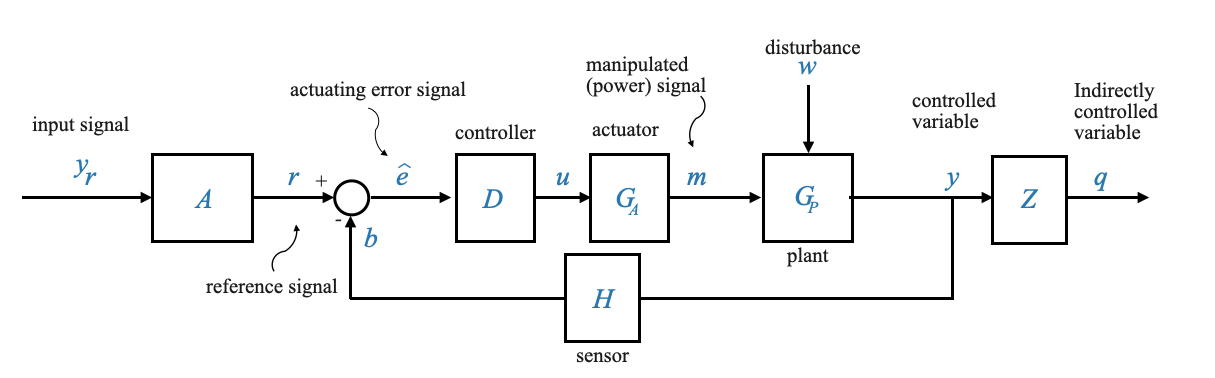 disturbance
w
manipulated
(power) signal
actuating error signal
controlled
variable
Indirectly
controlled
variable
input signal
controller
actuator
y_r
A
r
+
ê
D
u
G_A
m
G_P
y
Z
q
-
b
plant
reference signal
H
sensor